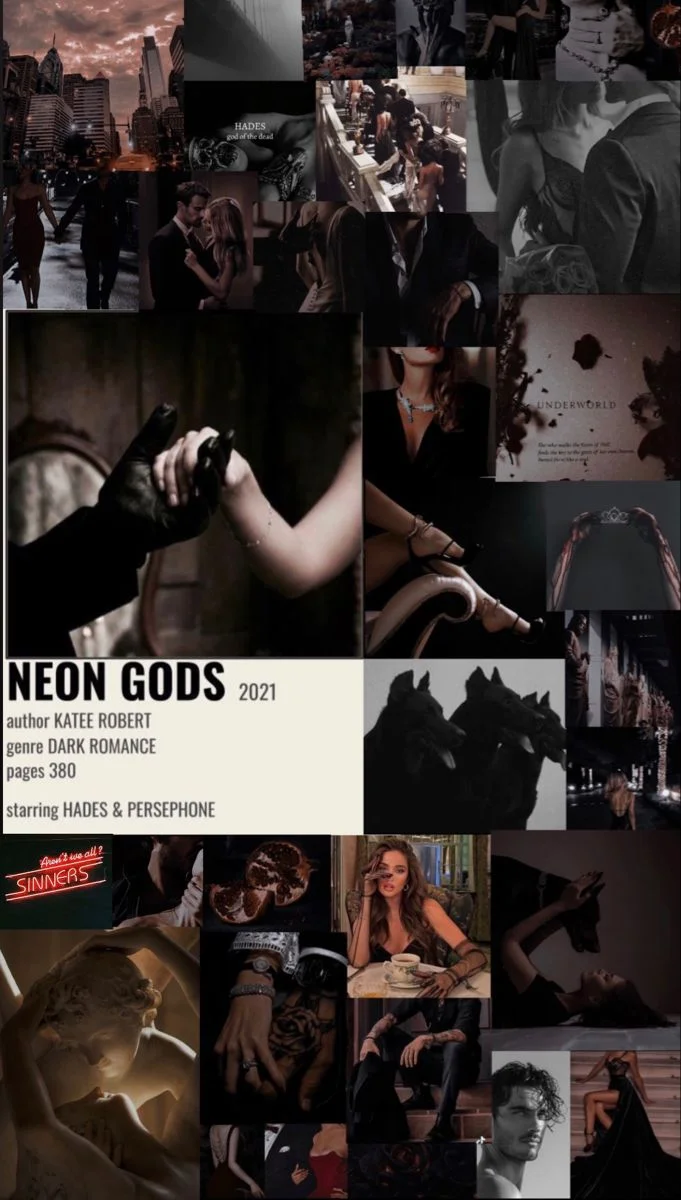 HADES
god of the dead
UNDERWORLD
NEON GODS 2021
author KATEE ROBERT
genre DARK ROMANCE
pages 380
starring HADES & PERSEPHONE
Aren't we all?
SINNERS